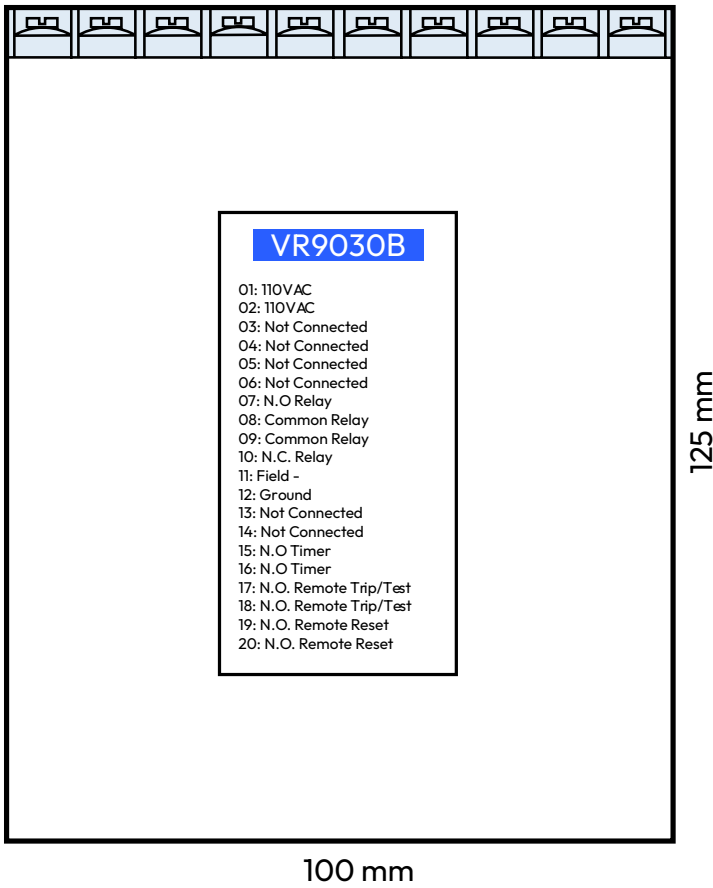 VR9030B
01: 110VAC
02: 110VAC
03: Not Connected
04: Not Connected
05: Not Connected
06: Not Connected
07: N.O Relay
08: Common Relay
09: Common Relay
10: N.C. Relay
11: Field -
12: Ground
13: Not Connected
14: Not Connected
15: N.O Timer
16: N.O Timer
17: N.O. Remote Trip/Test
18: N.O. Remote Trip/Test
19: N.O. Remote Reset
20: N.O. Remote Reset
125 mm
100 mm